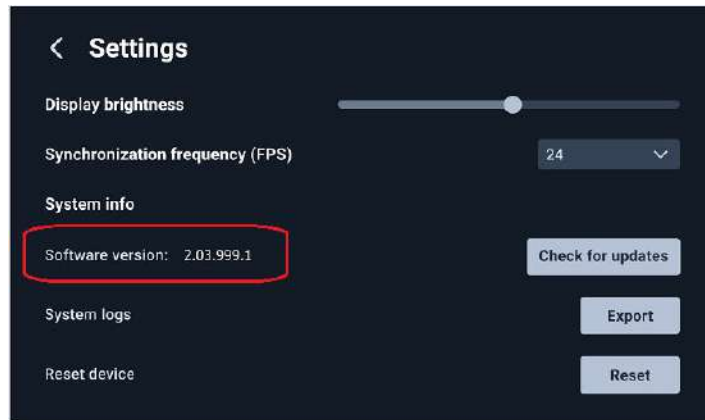 Settings
Display brightness
Synchronization frequency (FPS) 24
System info
Software version: 2.03.999.1 Check for updates
System logs Export
Reset device Reset